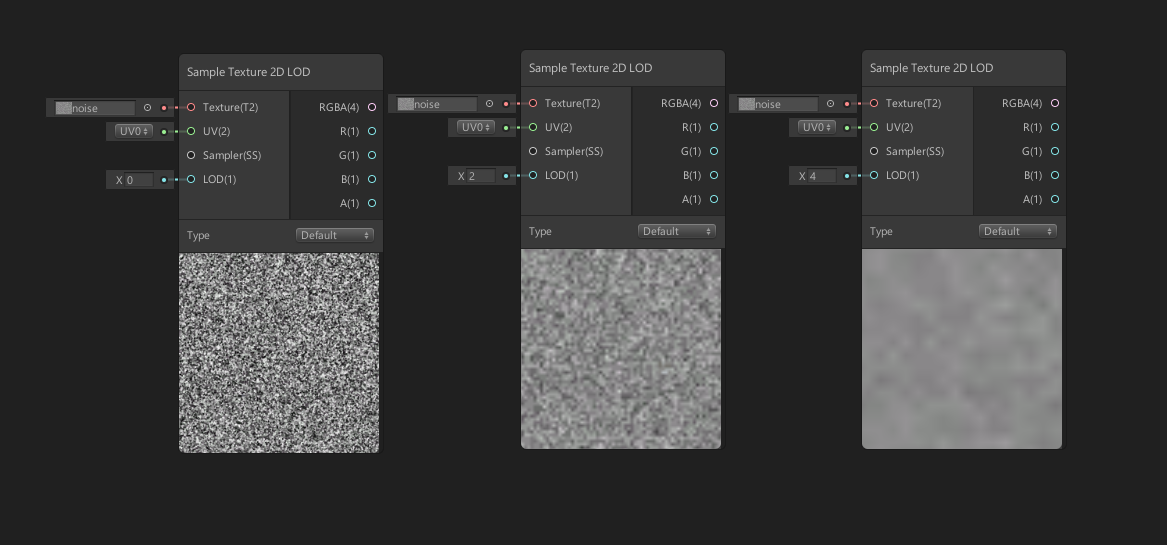 Sample Texture 2D LOD
noise
Texture(T2)
RGBA(4)
UV0
UV(2)
R(1)
Sampler(SS)
G(1)
X 0
LOD(1)
B(1)
A(1)
Type
Default
Sample Texture 2D LOD
noise
Texture(T2)
RGBA(4)
UV0
UV(2)
R(1)
Sampler(SS)
G(1)
X 2
LOD(1)
B(1)
A(1)
Type
Default
Sample Texture 2D LOD
noise
Texture(T2)
RGBA(4)
UV0
UV(2)
R(1)
Sampler(SS)
G(1)
X 4
LOD(1)
B(1)
A(1)
Type
Default